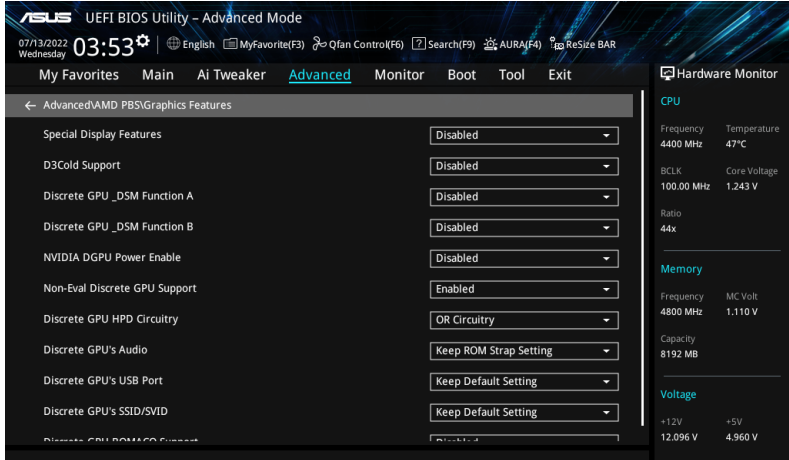 ASUS UEFI BIOS Utility – Advanced Mode
07/13/2022 Wednesday 03:53 English MyFavorite(F3) Qfan Control(F6) ? Search(F9) AURA(F4) ReSize BAR
My Favorites Main Ai Tweaker Advanced Monitor Boot Tool Exit
← Advanced\AMD PBS\Graphics Features
Special Display Features Disabled
D3Cold Support Disabled
Discrete GPU _DSM Function A Disabled
Discrete GPU _DSM Function B Disabled
NVIDIA DGPU Power Enable Disabled
Non-Eval Discrete GPU Support Enabled
Discrete GPU HPD Circuitry OR Circuitry
Discrete GPU's Audio Keep ROM Strap Setting
Discrete GPU's USB Port Keep Default Setting
Discrete GPU's SSID/SVID Keep Default Setting
Discrete GPU BOMACO Support Disabled
Hardware Monitor
CPU
Frequency Temperature
4400 MHz 47°C
BCLK Core Voltage
100.00 MHz 1.243 V
Ratio
44x
Memory
Frequency MC Volt
4800 MHz 1.110 V
Capacity
8192 MB
Voltage
+12V +5V
12.096 V 4.960 V